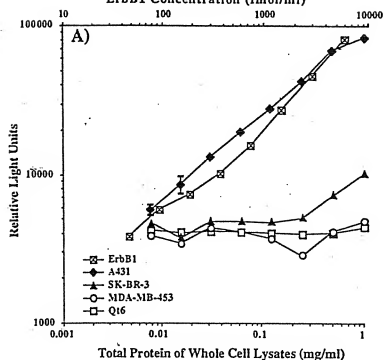 ErbB1 Concentration (fmol/ml)
10 100 1000 10000
100000
A)
10000
1000
Relative Light Units
ErbB1
A431
SK-BR-3
MDA-MB-453
Qt6
0.001 0.01 0.1 1
Total Protein of Whole Cell Lysates (mg/ml)